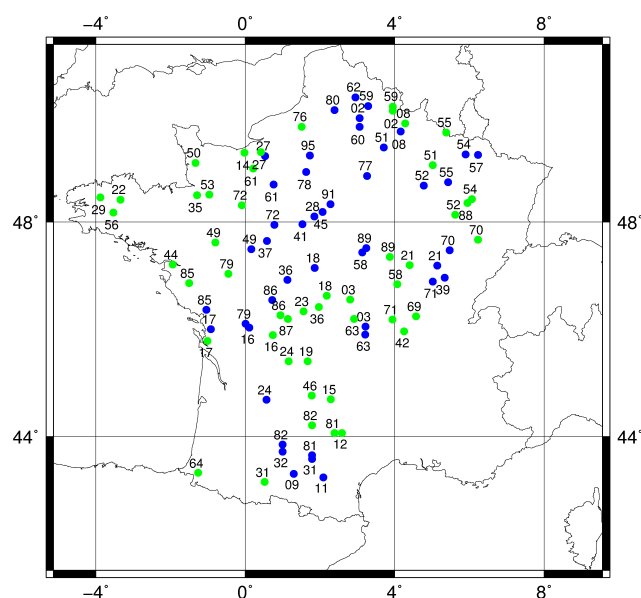 −4˚ 0˚ 4˚ 8˚
62
80 59 59
02 08
76 60 02 55
51 08
27 95 54
50 14 27 51 57
61 78 77 55
53 61 52 54
22 35 72 91 52
29 28 88
48˚ 56 72 45 48˚
41
49 49 37 89 89 70 70
44 58 21 21
79 18 58
85 36 71 39
85 86 18 03
86 23 71 69
17 79 36 03
16 87 63 42
17 16 63
24 19
24 46 15
82 81
44˚ 82 12 44˚
32 81
64 31 31
09 11
−4˚ 0˚ 4˚ 8˚